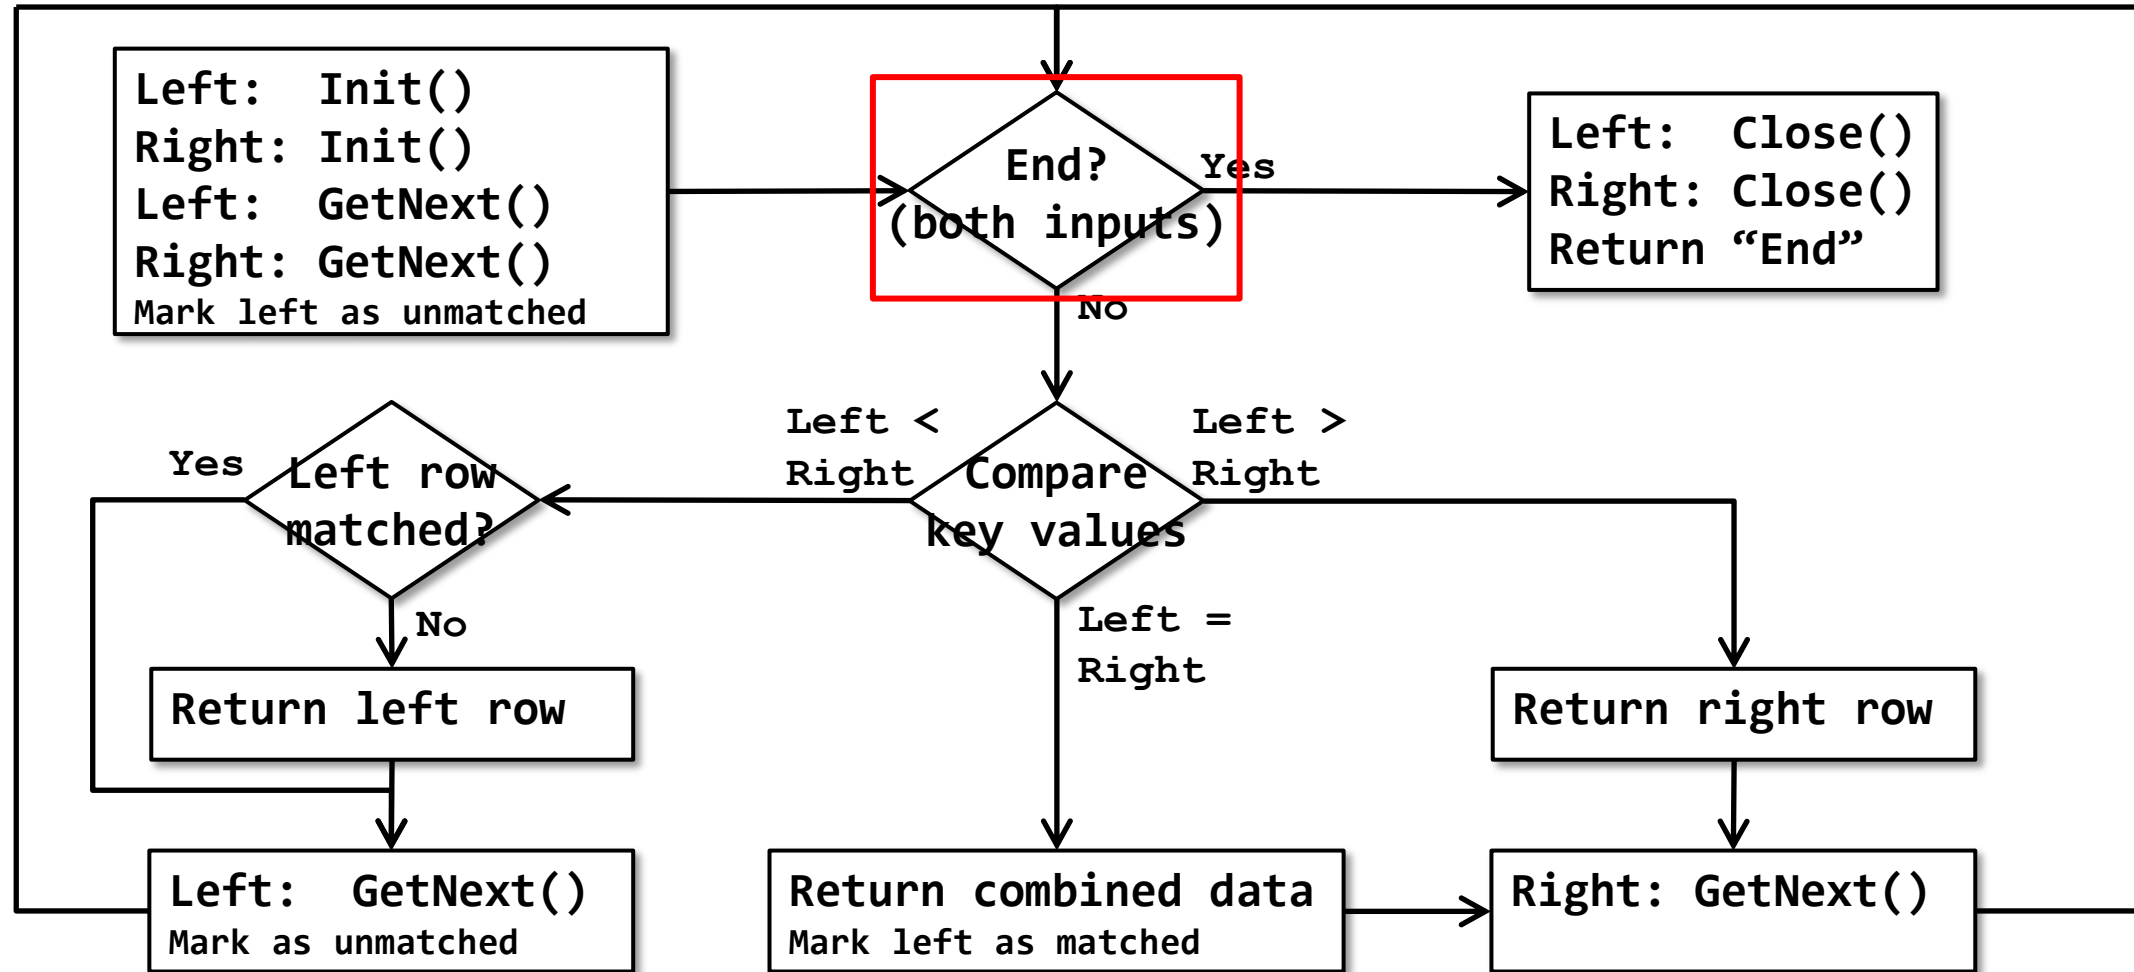 Left:  Init()
Right: Init()
Left:  GetNext()
Right: GetNext()
Mark left as unmatched
End?
(both inputs)
Yes
No
Left:  Close()
Right: Close()
Return “End”
Left <
Right
Compare
key values
Left >
Right
Left =
Right
Left row
matched?
Yes
No
Return left row
Left:  GetNext()
Mark as unmatched
Return combined data
Mark left as matched
Return right row
Right: GetNext()